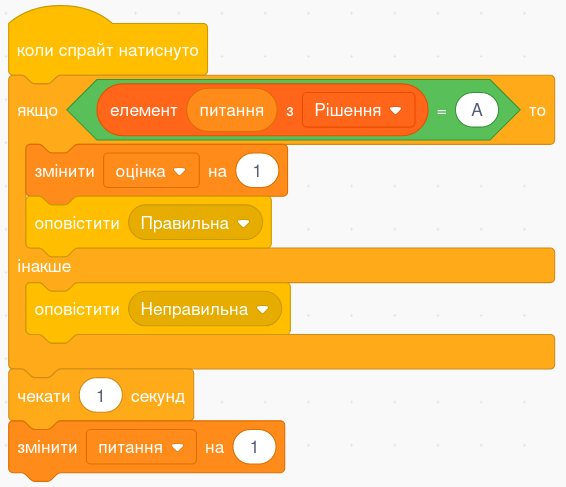 коли спрайт натиснуто
якщо елемент питання з Рішення = A то
змінити оцінка на 1
оповістити Правильна
інакше
оповістити Неправильна
чекати 1 секунд
змінити питання на 1